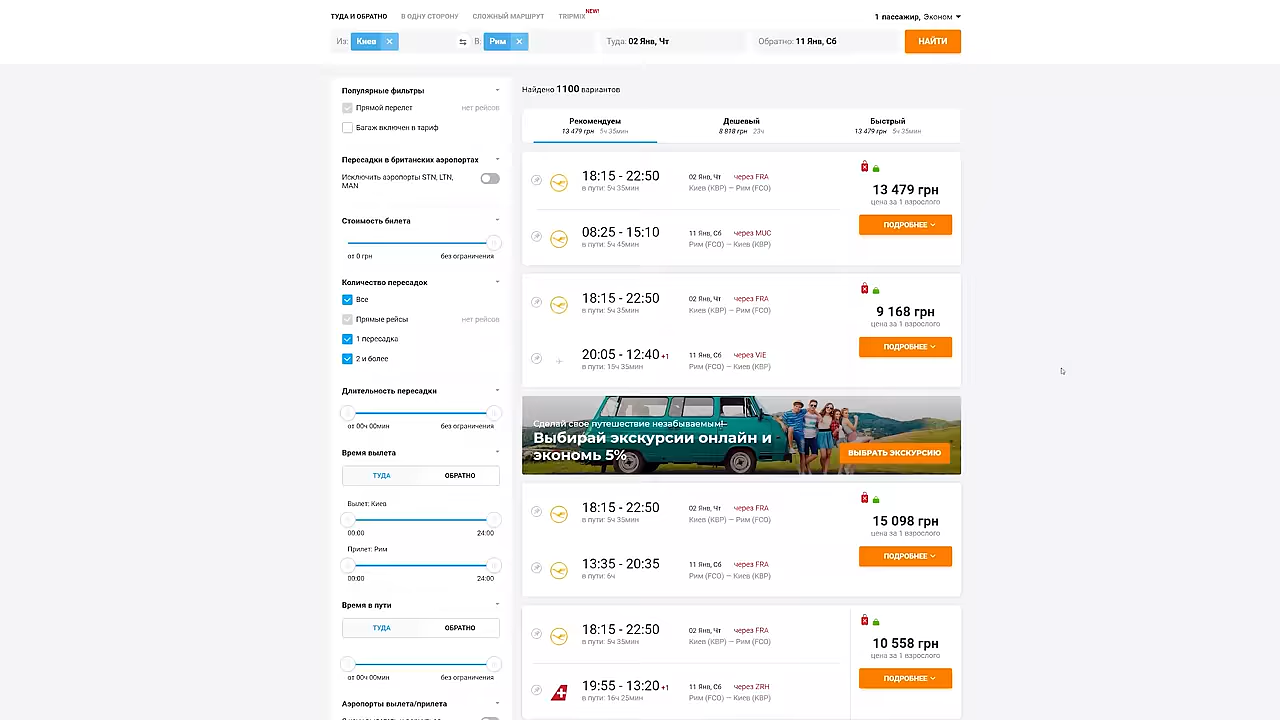 ТУДА И ОБРАТНО В ОДНУ СТОРОНУ СЛОЖНЫЙ МАРШРУТ TRIPMIX NEW! 1 пассажир, Эконом
Из: Киев В: Рим Туда: 02 Янв, Чт Обратно: 11 Янв, Сб НАЙТИ
Популярные фильтры
Прямой перелет нет рейсов
Багаж включен в тариф
Пересадки в британских аэропортах
Исключить аэропорты STN, LTN,
MAN
Стоимость билета
от 0 грн без ограничения
Количество пересадок
Все
Прямые рейсы нет рейсов
1 пересадка
2 и более
Длительность пересадки
от 00ч 00мин без ограничения
Время вылета
ТУДА ОБРАТНО
Вылет: Киев
00:00 24:00
Прилет: Рим
00:00 24:00
Время в пути
ТУДА ОБРАТНО
от 00ч 00мин без ограничения
Аэропорты вылета/прилета
Найдено 1100 вариантов
Рекомендуем Дешевый Быстрый
13 479 грн 5ч 35мин 8 818 грн 23ч 13 479 грн 5ч 35мин
18:15 - 22:50 02 Янв, Чт через FRA
в пути: 5ч 35мин Киев (KBP) — Рим (FCO)
13 479 грн
цена за 1 взрослого
ПОДРОБНЕЕ
08:25 - 15:10 11 Янв, Сб через MUC
в пути: 5ч 45мин Рим (FCO) — Киев (KBP)
18:15 - 22:50 02 Янв, Чт через FRA
в пути: 5ч 35мин Киев (KBP) — Рим (FCO)
9 168 грн
цена за 1 взрослого
ПОДРОБНЕЕ
20:05 - 12:40 +1 11 Янв, Сб через VIE
в пути: 15ч 35мин Рим (FCO) — Киев (KBP)
Сделай свое путешествие незабываемым!
Выбирай экскурсии онлайн и
экономь 5%
ВЫБРАТЬ ЭКСКУРСИЮ
18:15 - 22:50 02 Янв, Чт через FRA
в пути: 5ч 35мин Киев (KBP) — Рим (FCO)
15 098 грн
цена за 1 взрослого
ПОДРОБНЕЕ
13:35 - 20:35 11 Янв, Сб через FRA
в пути: 6ч Рим (FCO) — Киев (KBP)
18:15 - 22:50 02 Янв, Чт через FRA
в пути: 5ч 35мин Киев (KBP) — Рим (FCO)
10 558 грн
цена за 1 взрослого
ПОДРОБНЕЕ
19:55 - 13:20 +1 11 Янв, Сб через ZRH
в пути: 16ч 25мин Рим (FCO) — Киев (KBP)